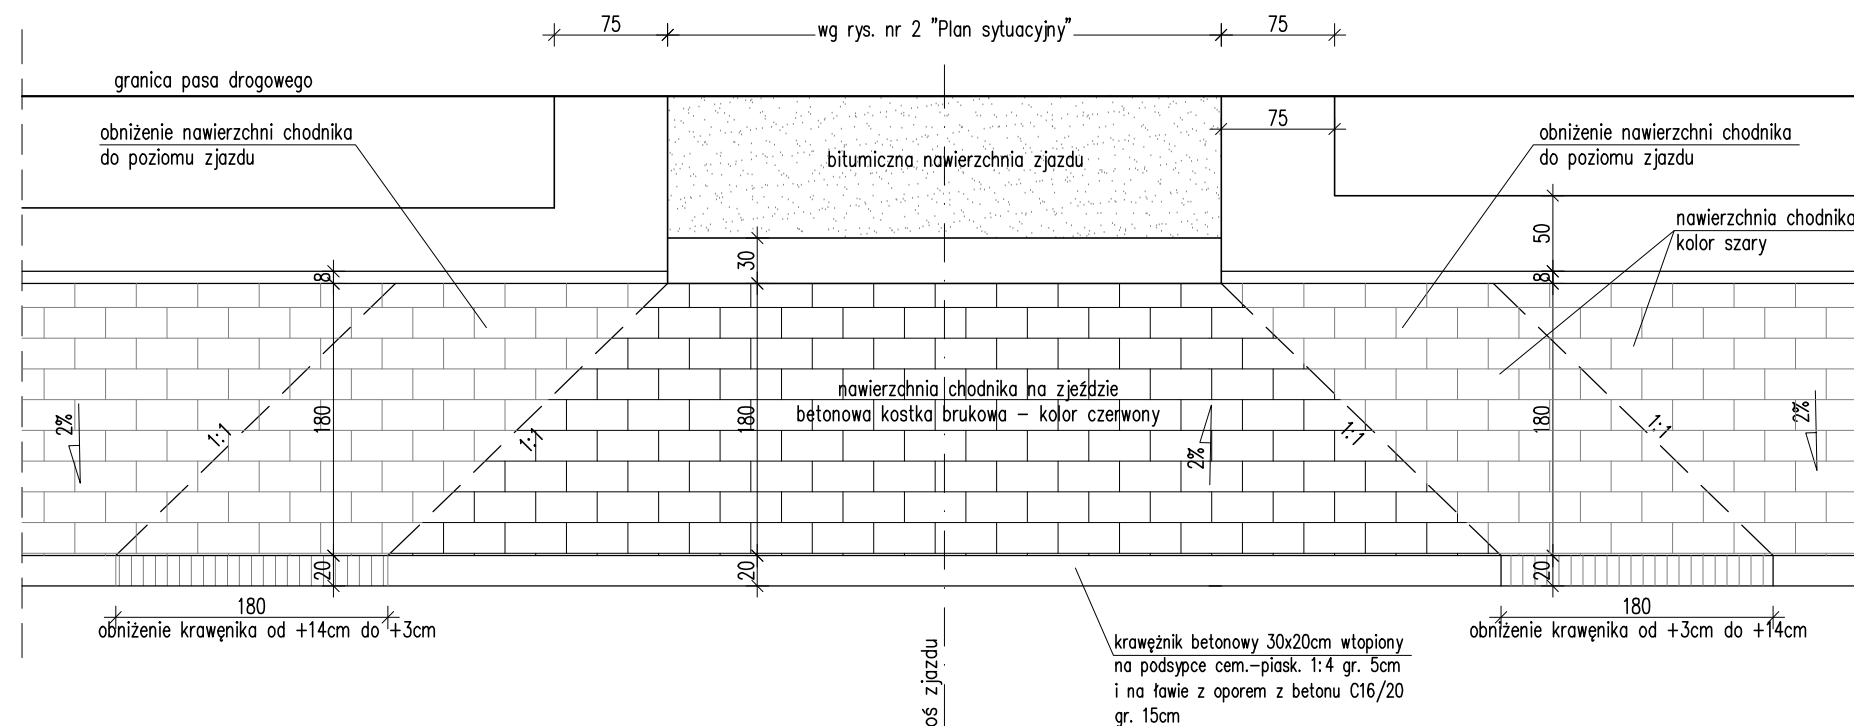 75
wg rys. nr 2 "Plan sytuacyjny"
75
granica pasa drogowego
75
obniżenie nawierzchni chodnika
do poziomu zjazdu
bitumiczna nawierzchnia zjazdu
obniżenie nawierzchni chodnika
do poziomu zjazdu
nawierzchnia chodnika
kolor szary
50
30
8
8
nawierzchnia chodnika na zjeździe
betonowa kostka brukowa – kolor czerwony
2%
1:1
180
1:1
180
2%
1:1
180
1:1
2%
20
20
20
180
obniżenie krawęnika od +14cm do +3cm
180
obniżenie krawęnika od +3cm do +14cm
oś zjazdu
krawężnik betonowy 30x20cm wtopiony
na podsypce cem.–piask. 1:4 gr. 5cm
i na ławie z oporem z betonu C16/20
gr. 15cm